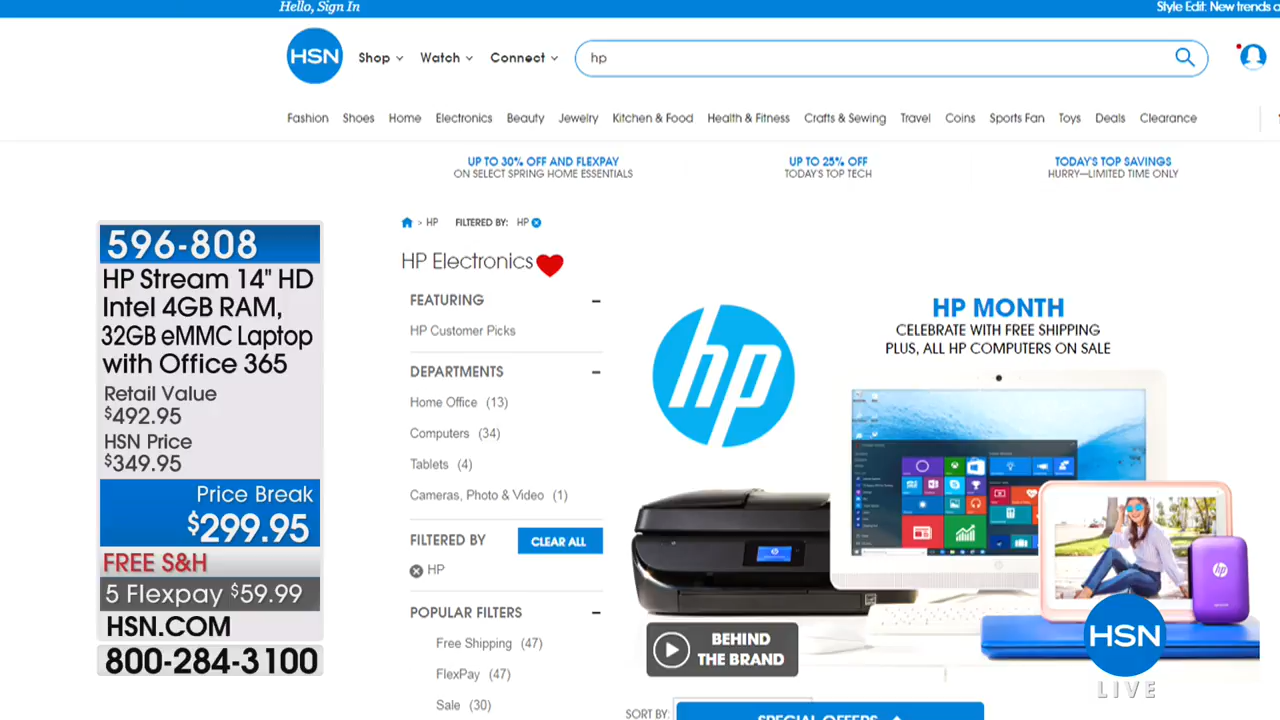 Hello, Sign In
Style Edit: New trends a
HSN
Shop
Watch
Connect
hp
Fashion
Shoes
Home
Electronics
Beauty
Jewelry
Kitchen & Food
Health & Fitness
Crafts & Sewing
Travel
Coins
Sports Fan
Toys
Deals
Clearance
UP TO 30% OFF AND FLEXPAY
ON SELECT SPRING HOME ESSENTIALS
UP TO 25% OFF
TODAY'S TOP TECH
TODAY'S TOP SAVINGS
HURRY—LIMITED TIME ONLY
596-808
HP Stream 14" HD
Intel 4GB RAM,
32GB eMMC Laptop
with Office 365
Retail Value
$492.95
HSN Price
$349.95
Price Break
$299.95
FREE S&H
5 Flexpay $59.99
HSN.COM
800-284-3100
> HP FILTERED BY: HP
HP Electronics
FEATURING
HP Customer Picks
DEPARTMENTS
Home Office (13)
Computers (34)
Tablets (4)
Cameras, Photo & Video (1)
FILTERED BY
CLEAR ALL
HP
POPULAR FILTERS
Free Shipping (47)
FlexPay (47)
Sale (30)
hp
HP MONTH
CELEBRATE WITH FREE SHIPPING
PLUS, ALL HP COMPUTERS ON SALE
hp
BEHIND
THE BRAND
HSN
LIVE
SORT BY:
SPECIAL OFFERS